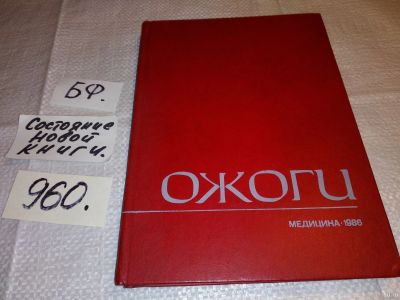 БФ.
Состояние
новой
книги.
960.
ОЖОГИ
МЕДИЦИНА·1986